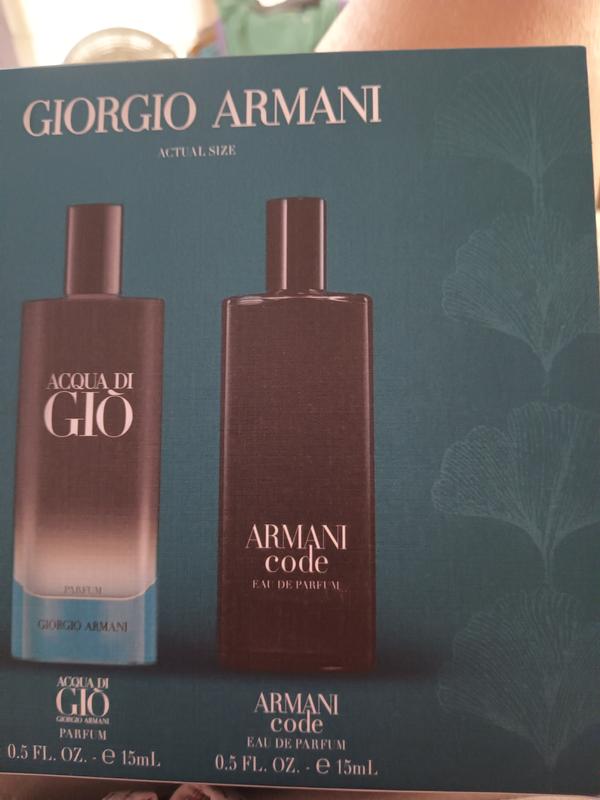 GIORGIO ARMANI
ACTUAL SIZE
ACQUA DI
GIÒ
PARFUM
GIORGIO ARMANI
ARMANI
code
EAU DE PARFUM
ACQUA DI
GIÒ
GIORGIO ARMANI
PARFUM
0.5 FL. OZ. - ℮ 15mL
ARMANI
code
EAU DE PARFUM
0.5 FL. OZ. - ℮ 15mL